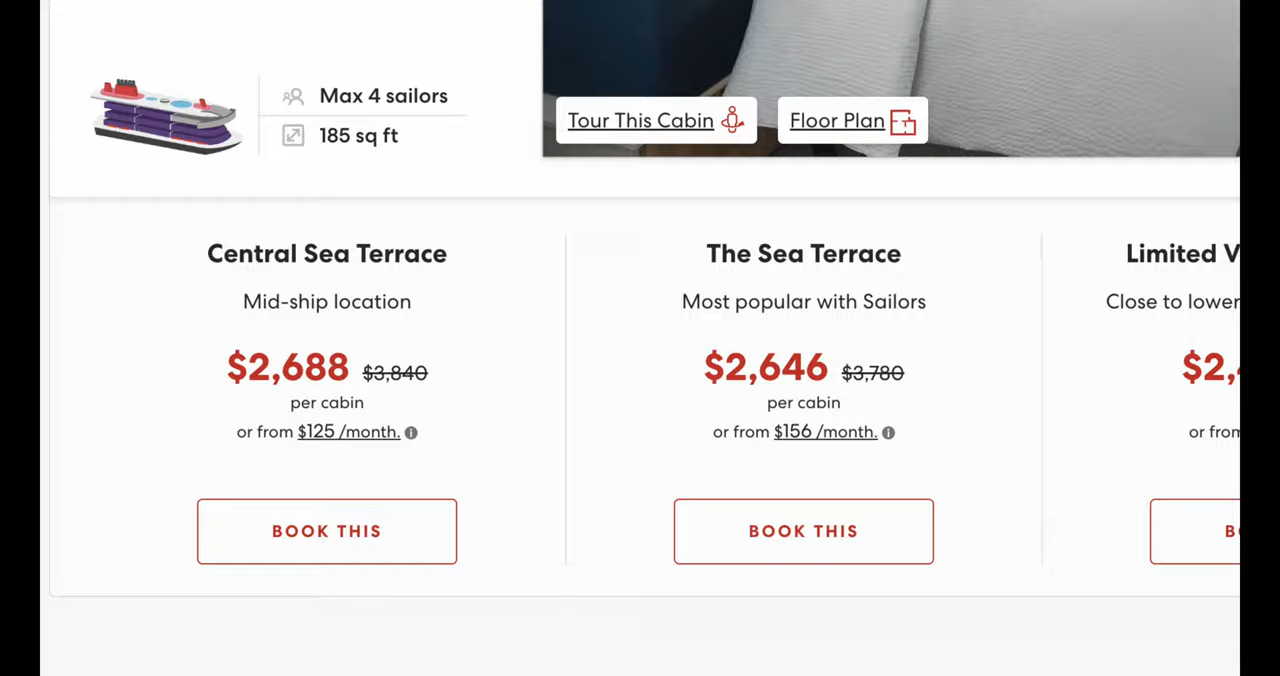 Max 4 sailors
185 sq ft
Tour This Cabin
Floor Plan
Central Sea Terrace
Mid-ship location
$2,688 $3,840
per cabin
or from $125 /month.
BOOK THIS
The Sea Terrace
Most popular with Sailors
$2,646 $3,780
per cabin
or from $156 /month.
BOOK THIS
Limited
Close to lower
$2,
or from